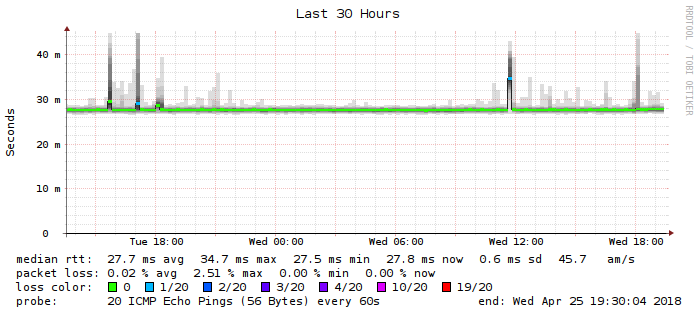 Last 30 Hours
RRDTOOL / TOBI OETIKER
Seconds
40 m
30 m
20 m
10 m
0
Tue 18:00 Wed 00:00 Wed 06:00 Wed 12:00 Wed 18:00
median rtt: 27.7 ms avg 34.7 ms max 27.5 ms min 27.8 ms now 0.6 ms sd 45.7 am/s
packet loss: 0.02 % avg 2.51 % max 0.00 % min 0.00 % now
loss color: 0 1/20 2/20 3/20 4/20 10/20 19/20
probe: 20 ICMP Echo Pings (56 Bytes) every 60s end: Wed Apr 25 19:30:04 2018